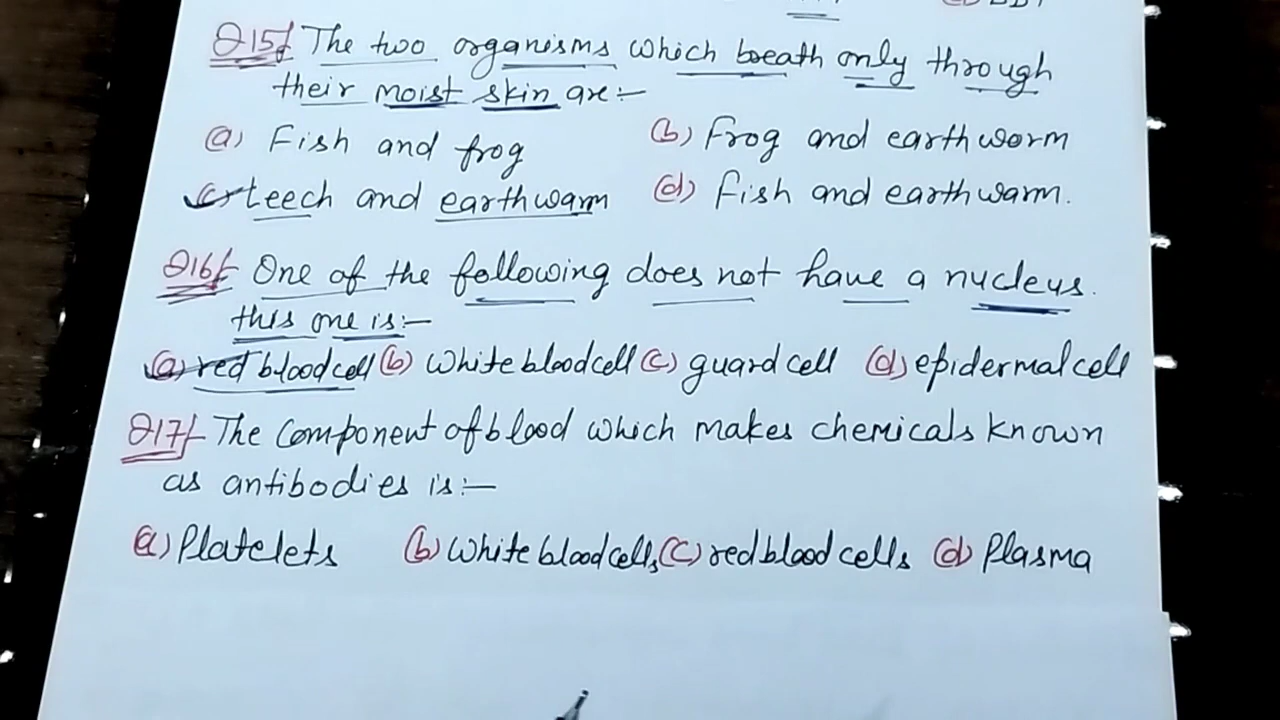 Q15/ The two organisms which breath only through
their moist skin are:-
(a) Fish and frog (b) Frog and earthworm
(c) Leech and earthwarm (d) Fish and earthwarm.
Q16/ One of the following does not have a nucleus.
this one is:-
(a) red blood cell (b) White blood cell (c) guard cell (d) epidermal cell
Q17/ The Component of blood which makes chemicals known
as antibodies is:-
(a) Platelets (b) White blood cells, (c) red blood cells (d) Plasma